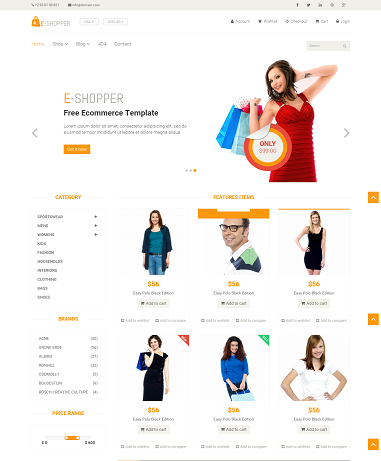 +2 95 01 88 821 info@domain.com
E-SHOPPER
USA DOLLAR
Account Wishlist Checkout Cart Login
Home Shop Blog 404 Contact
Search
E-SHOPPER
Free Ecommerce Template
Lorem ipsum dolor sit amet, consectetur adipisicing elit, sed do
eiusmod tempor incididunt ut labore et dolore magna aliqua.
Get it now
ONLY
$99.00
CATEGORY
SPORTSWEAR +
MENS +
WOMENS +
KIDS
FASHION
HOUSEHOLDS
INTERIORS
CLOTHING
BAGS
SHOES
BRANDS
ACNE (50)
GRÜNE ERDE (56)
ALBIRO (27)
RONHILL (32)
ODDMOLLY (5)
BOUDESTIJN (9)
RÖSCH CREATIVE CULTURE (4)
PRICE RANGE
$ 0 $ 600
FEATURES ITEMS
$56 $56 $56
Easy Polo Black Edition Easy Polo Black Edition Easy Polo Black Edition
Add to cart Add to cart Add to cart
Add to wishlist Add to compare Add to wishlist Add to compare Add to wishlist Add to compare
$56 $56 $56
Easy Polo Black Edition Easy Polo Black Edition Easy Polo Black Edition
Add to cart Add to cart Add to cart
Add to wishlist Add to compare Add to wishlist Add to compare Add to wishlist Add to compare